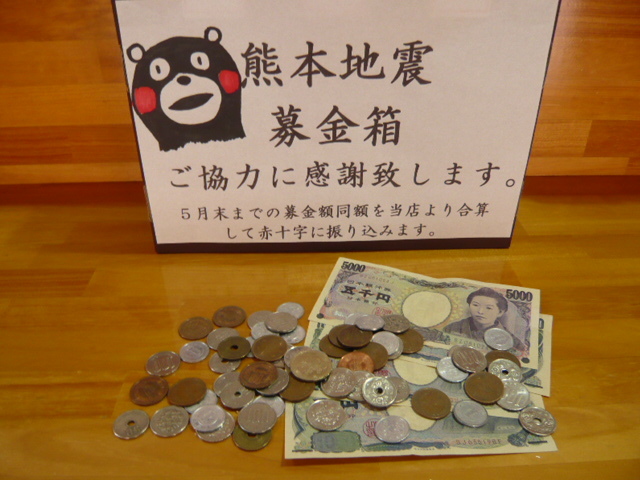 熊本地震
募金箱
ご協力に感謝致します。
5月末までの募金額同額を当店より合算
して赤十字に振り込みます。
5000
五千円
5000